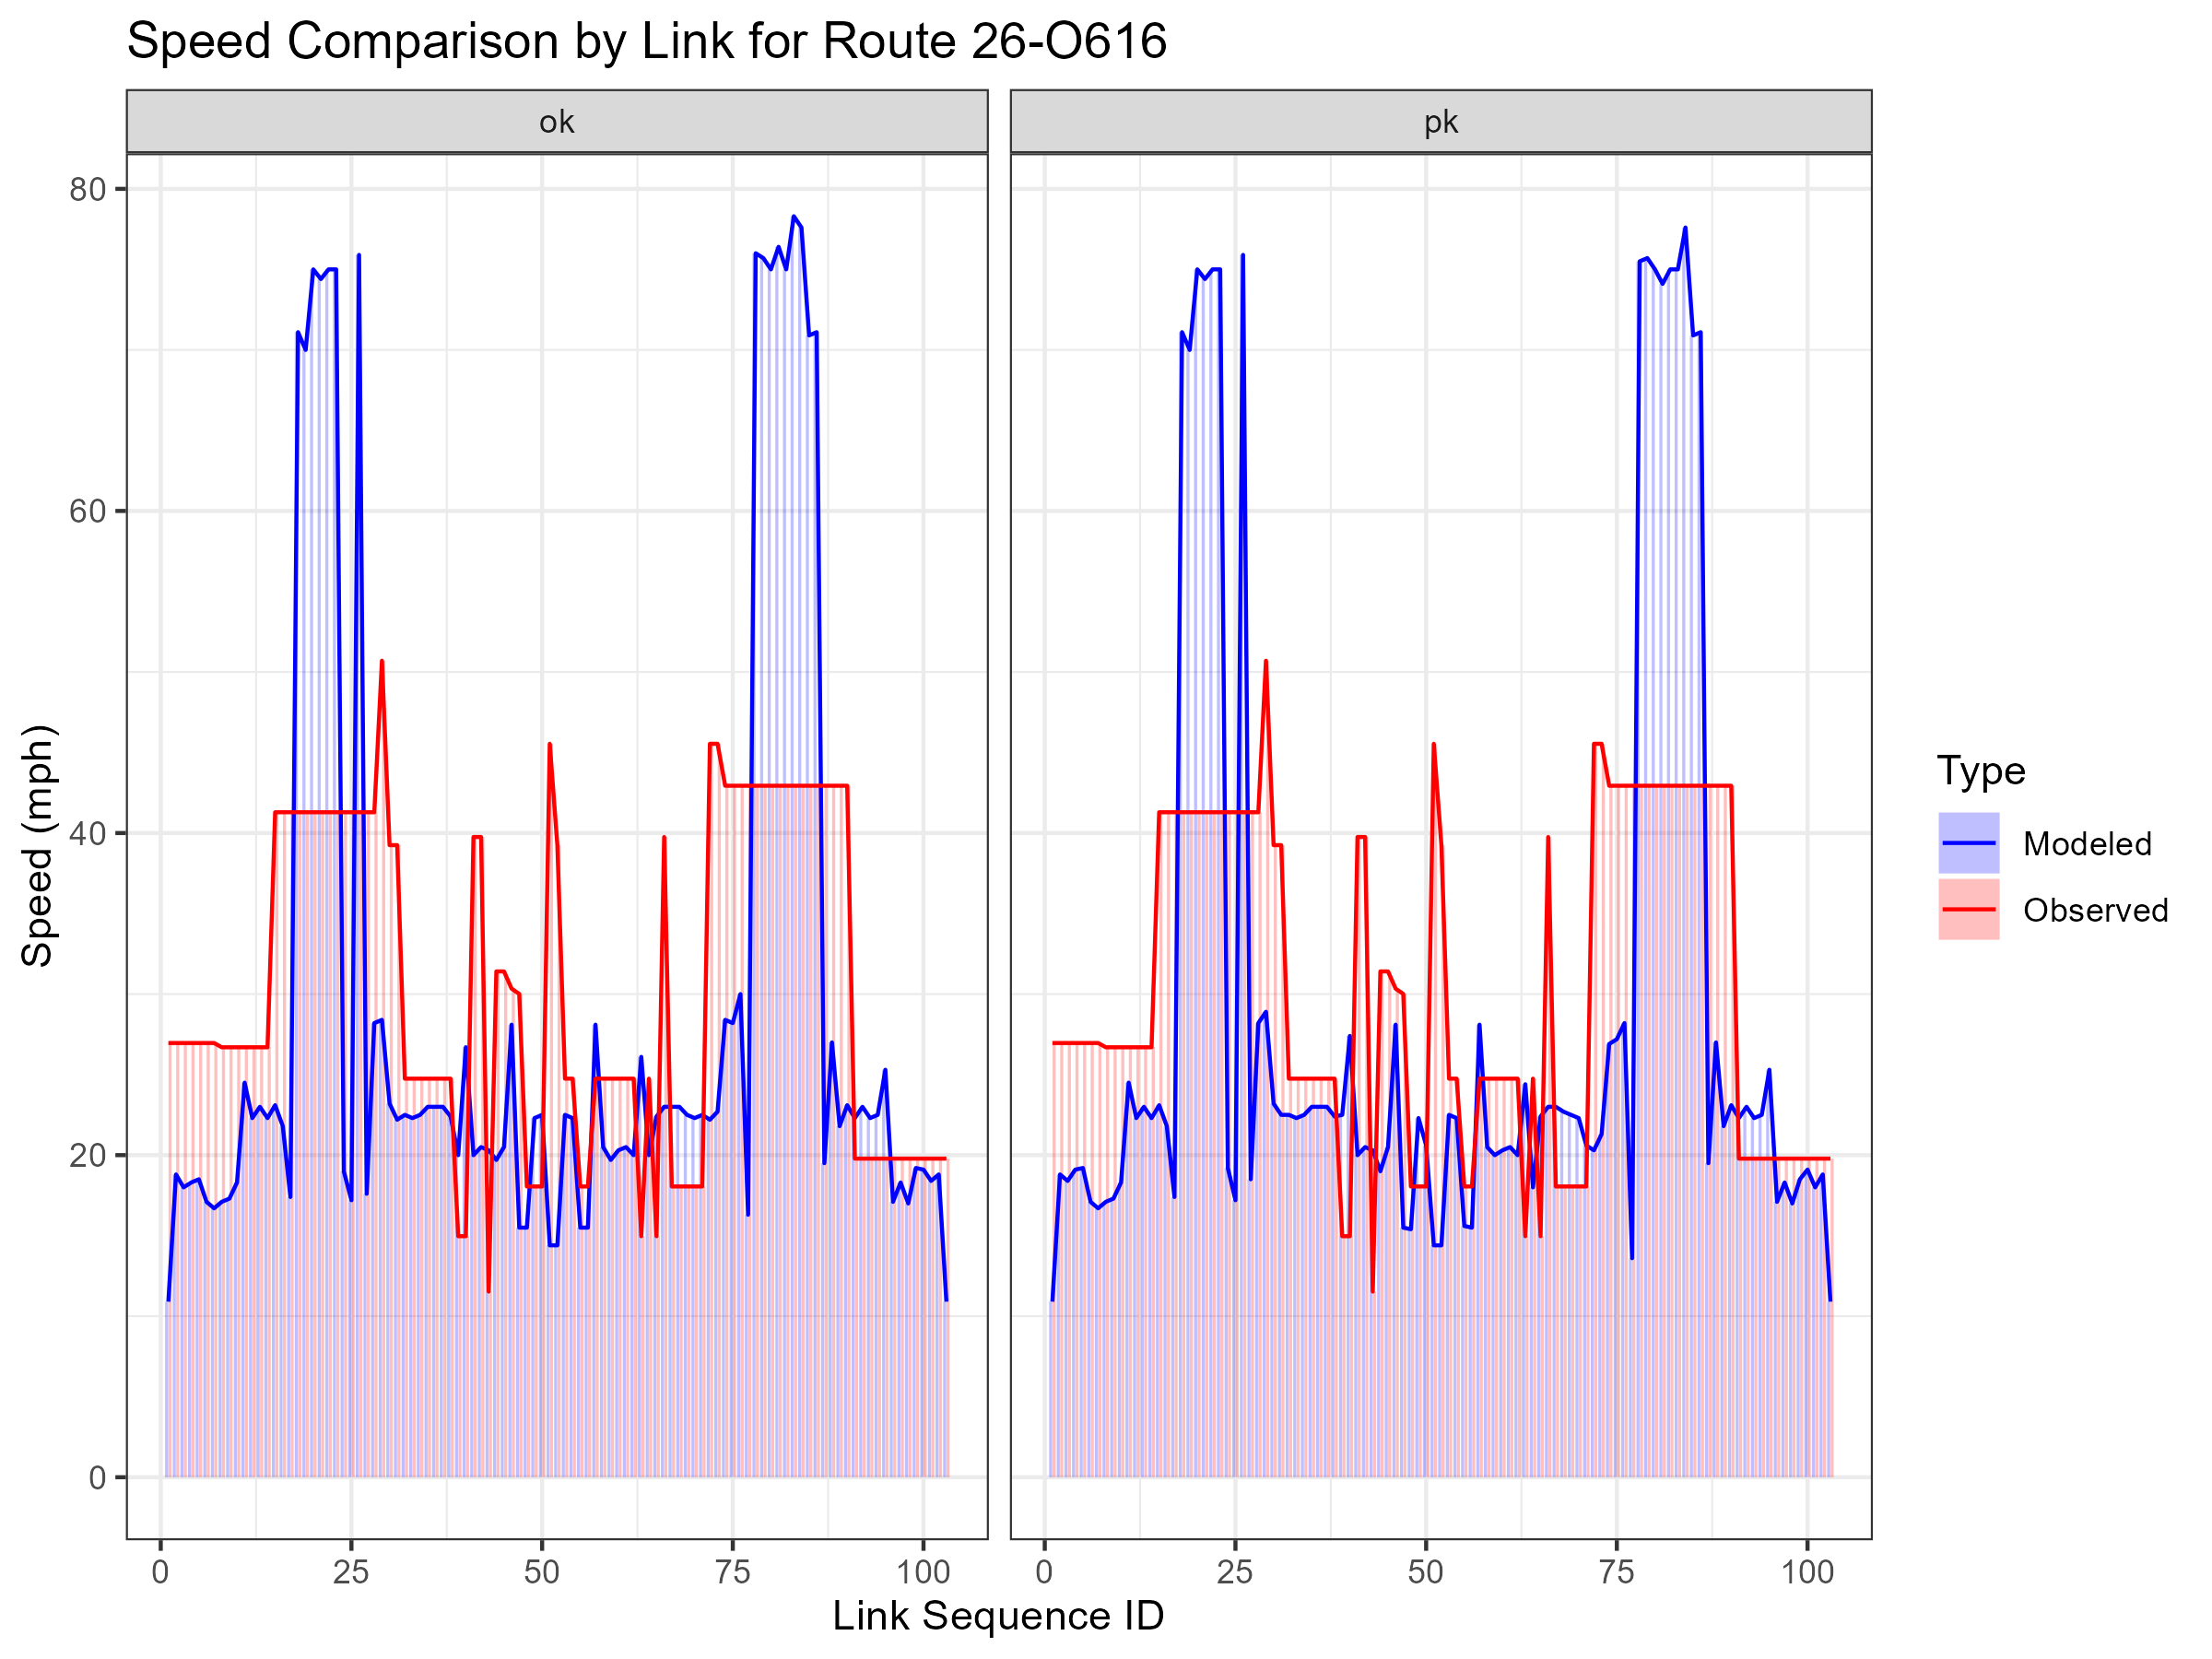 Speed Comparison by Link for Route 26-O616
ok
pk
80
60
40
20
0
Speed (mph)
0 25 50 75 100
0 25 50 75 100
Link Sequence ID
Type
Modeled
Observed